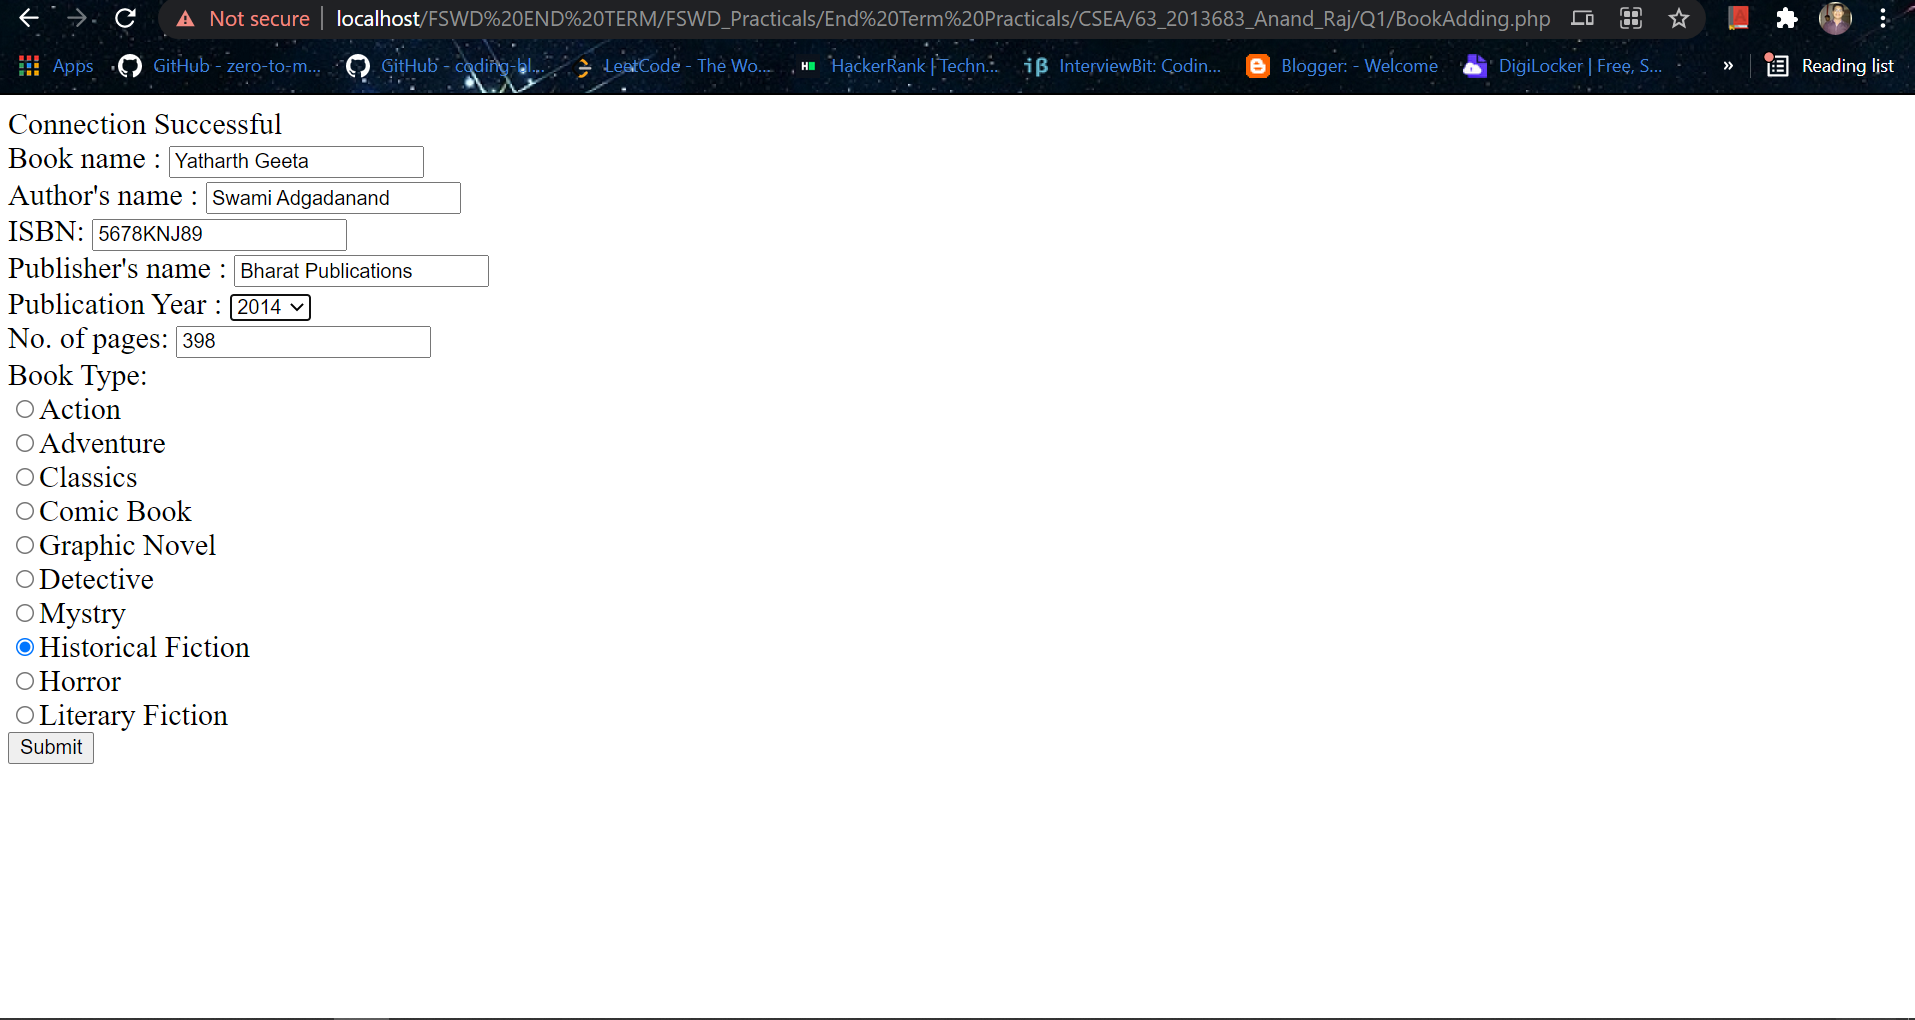 Not secure localhost/FSWD%20END%20TERM/FSWD_Practicals/End%20Term%20Practicals/CSEA/63_2013683_Anand_Raj/Q1/BookAdding.php
Apps GitHub - zero-to-m... GitHub - coding-bl... LeetCode - The Wo... HackerRank | Techn... InterviewBit: Codin... Blogger: - Welcome DigiLocker | Free, S... » Reading list
Connection Successful
Book name : Yatharth Geeta
Author's name : Swami Adgadanand
ISBN: 5678KNJ89
Publisher's name : Bharat Publications
Publication Year : 2014
No. of pages: 398
Book Type:
Action
Adventure
Classics
Comic Book
Graphic Novel
Detective
Mystry
Historical Fiction
Horror
Literary Fiction
Submit